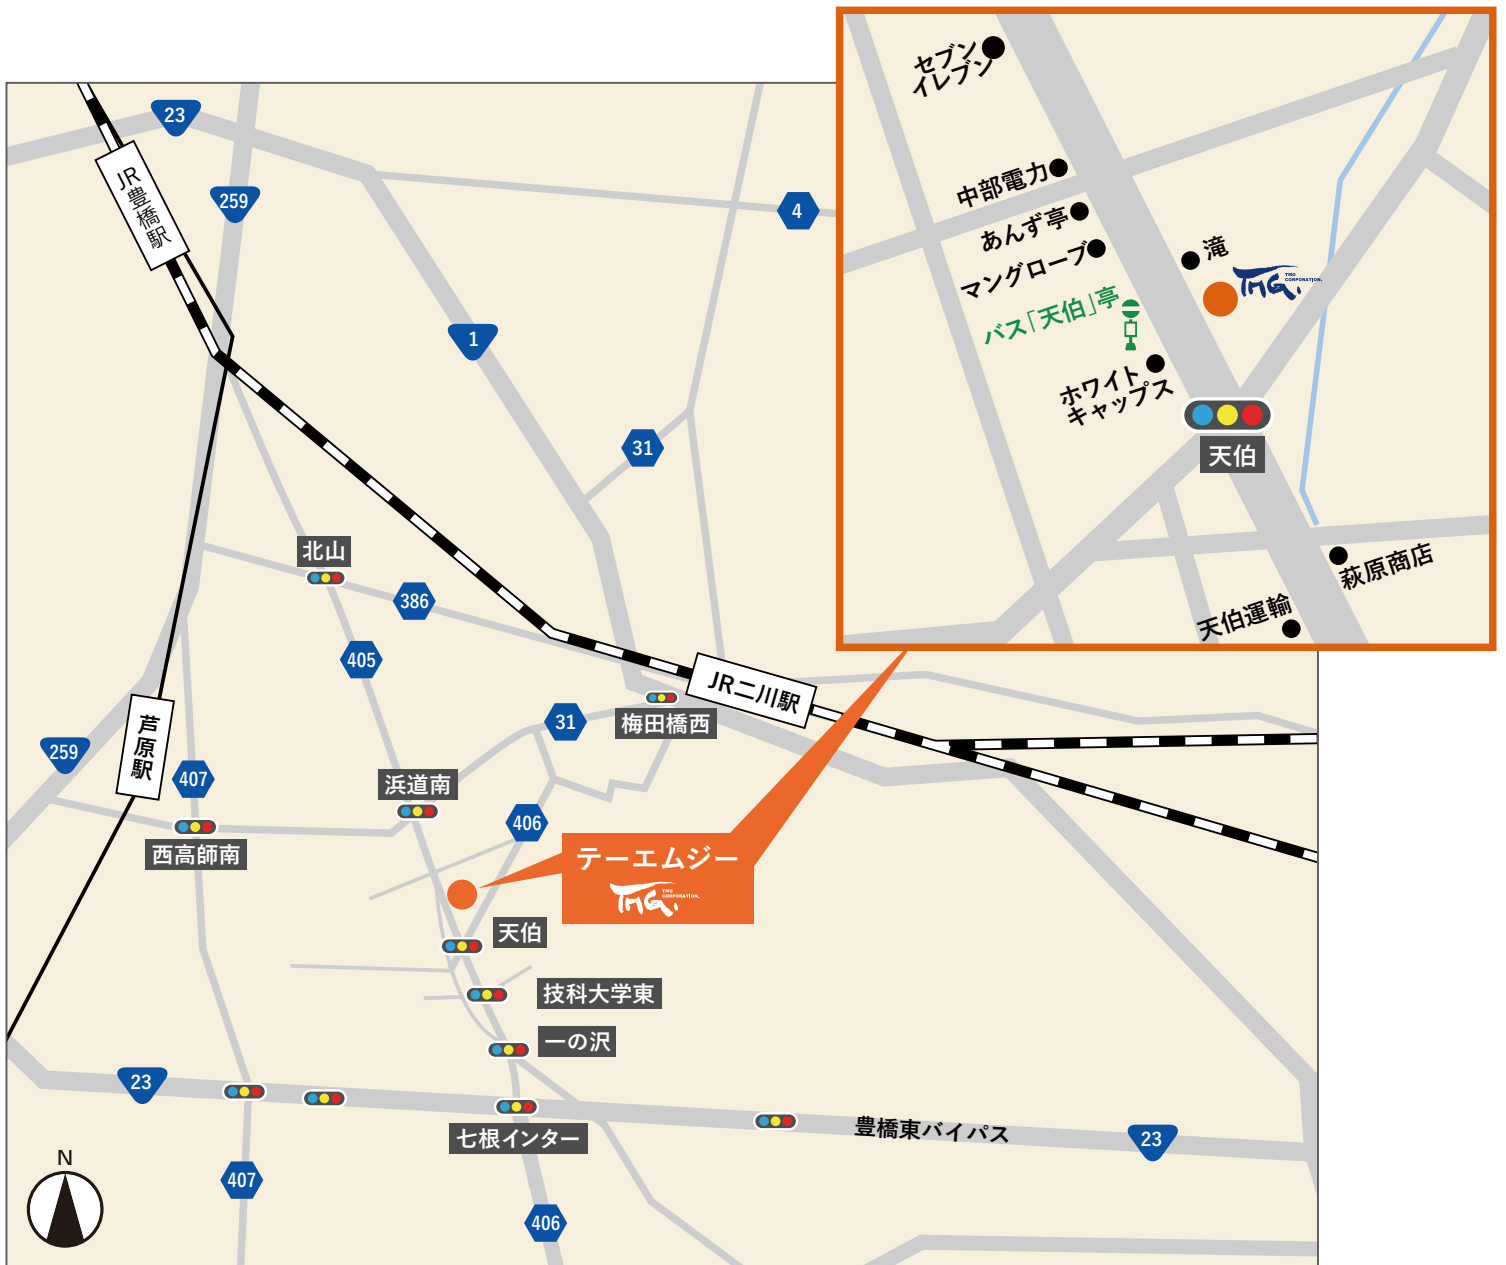 セブン
イレブン
中部電力
あんず亭
マングローブ
バス「天伯」亭
ホワイト
キャップス
滝
TMG
TMG
CORPORATION.
天伯
萩原商店
天伯運輸
23
259
JR豊橋駅
4
1
31
北山
386
405
JR二川駅
梅田橋西
31
259
芦原駅
407
浜道南
406
西高師南
テーエムジー
TMG
TMG
CORPORATION.
天伯
技科大学東
一の沢
23
七根インター
豊橋東バイパス
23
N
407
406